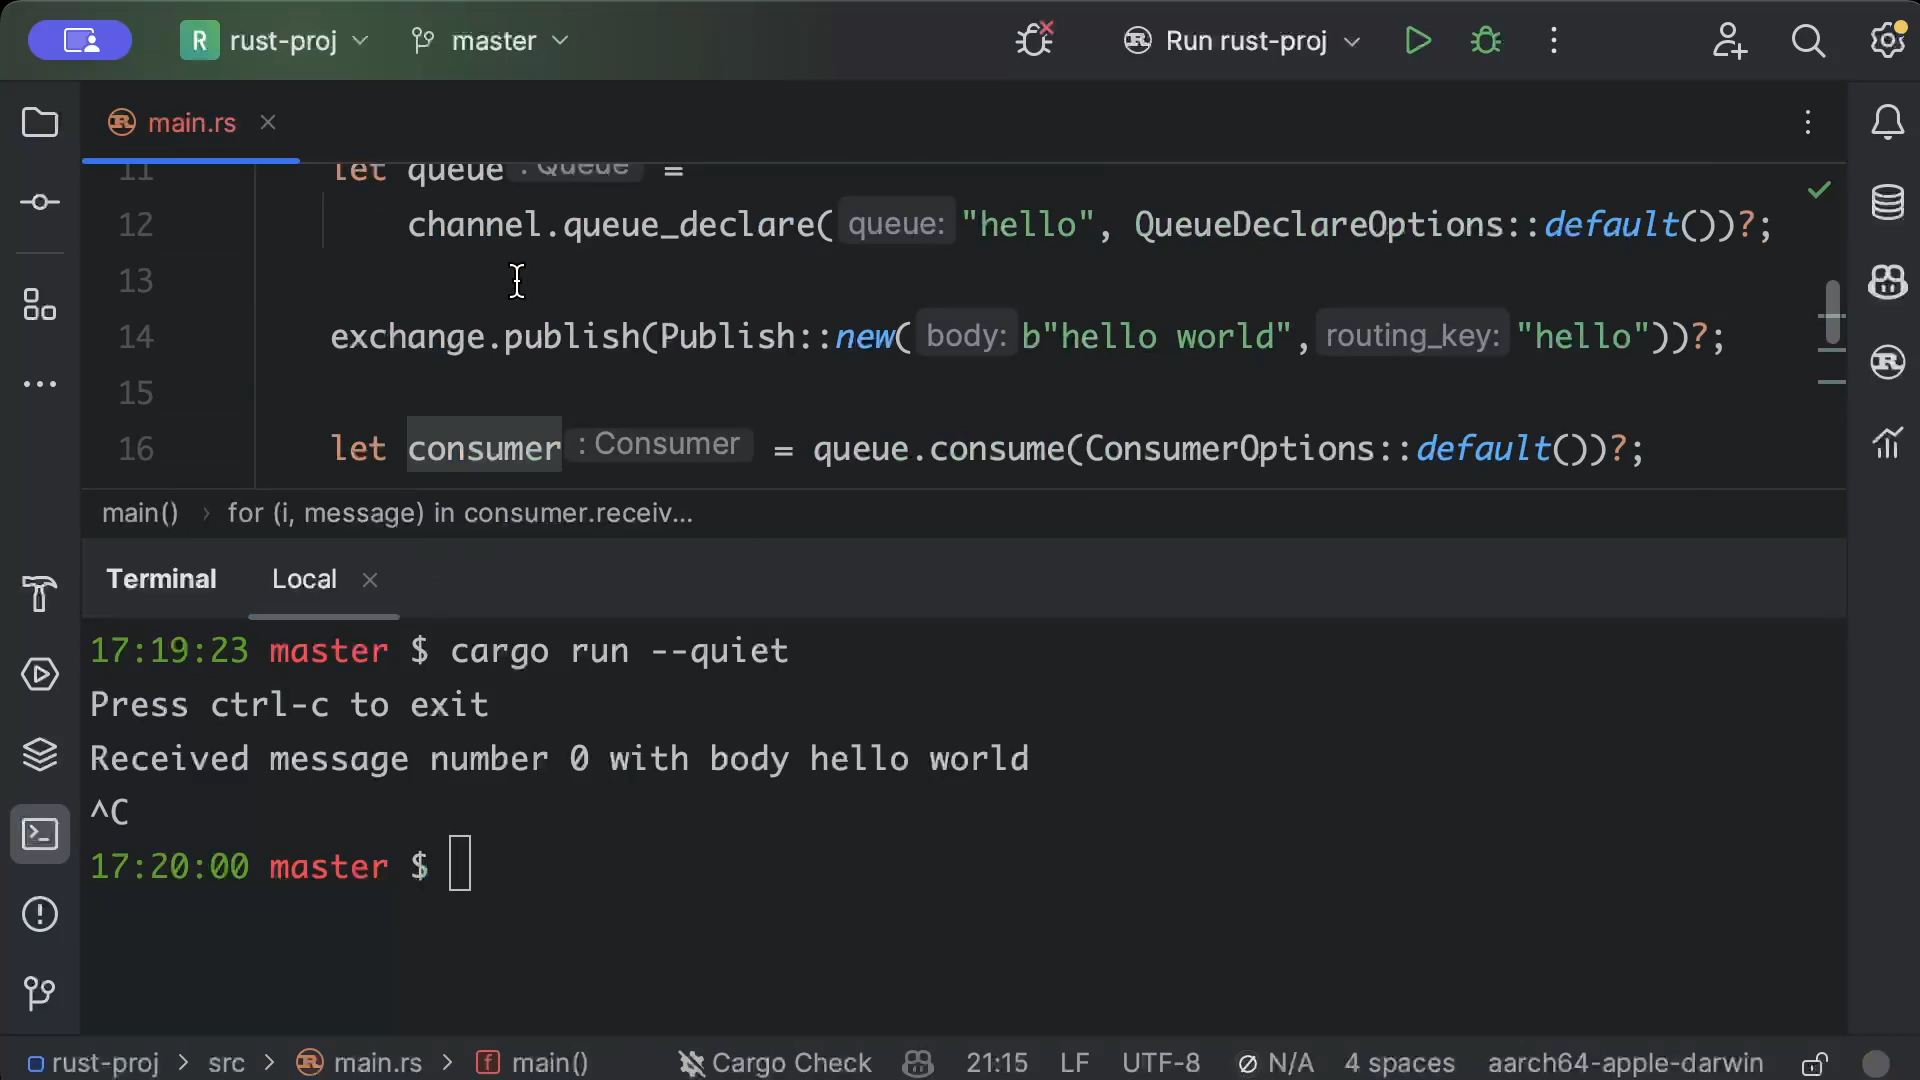 R rust-proj master Run rust-proj
main.rs
11 let queue : Queue =
12 channel.queue_declare( queue: "hello", QueueDeclareOptions::default())?;
13
14 exchange.publish(Publish::new( body: b"hello world", routing_key: "hello"))?;
15
16 let consumer : Consumer = queue.consume(ConsumerOptions::default())?;
main() › for (i, message) in consumer.receiv...
Terminal Local
17:19:23 master $ cargo run --quiet
Press ctrl-c to exit
Received message number 0 with body hello world
^C
17:20:00 master $
rust-proj > src > main.rs > f main() Cargo Check 21:15 LF UTF-8 N/A 4 spaces aarch64-apple-darwin